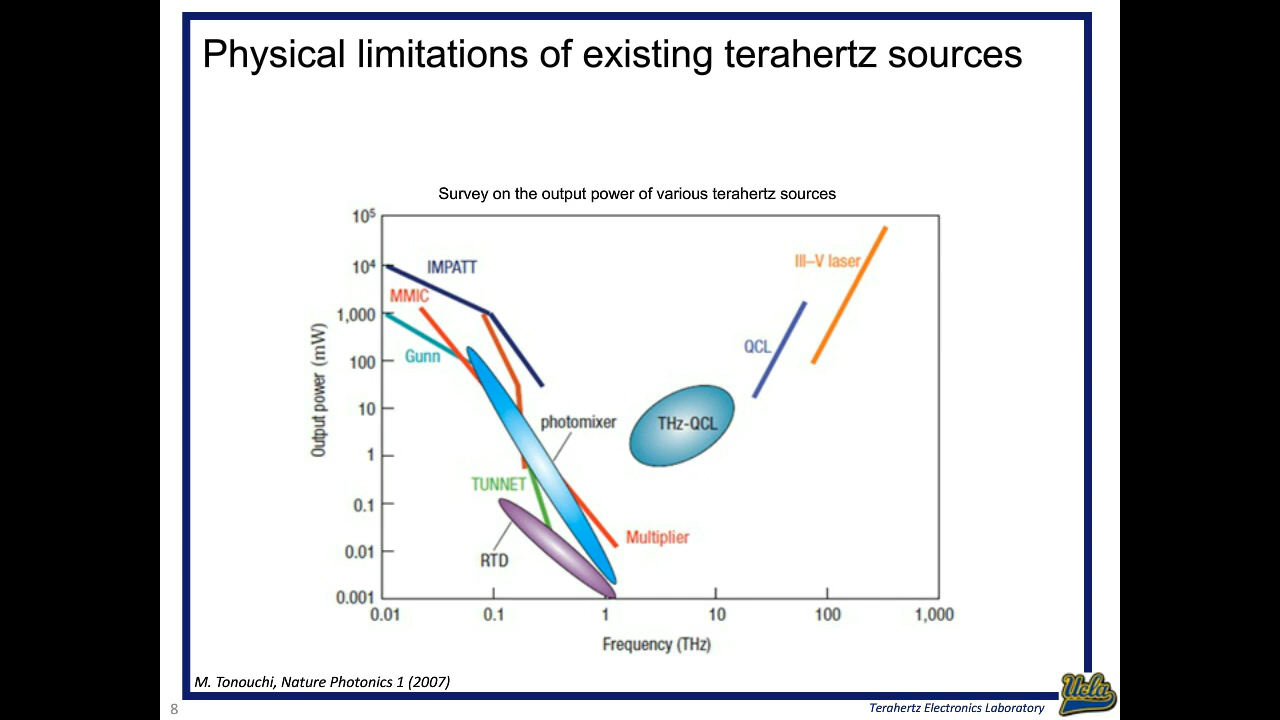 Physical limitations of existing terahertz sources
Survey on the output power of various terahertz sources
10⁵
10⁴
1,000
100
10
1
0.1
0.01
0.001
Output power (mW)
IMPATT
MMIC
Gunn
photomixer
TUNNET
RTD
Multiplier
THz-QCL
QCL
III–V laser
0.01
0.1
1
10
100
1,000
Frequency (THz)
M. Tonouchi, Nature Photonics 1 (2007)
8
Terahertz Electronics Laboratory
Ucla